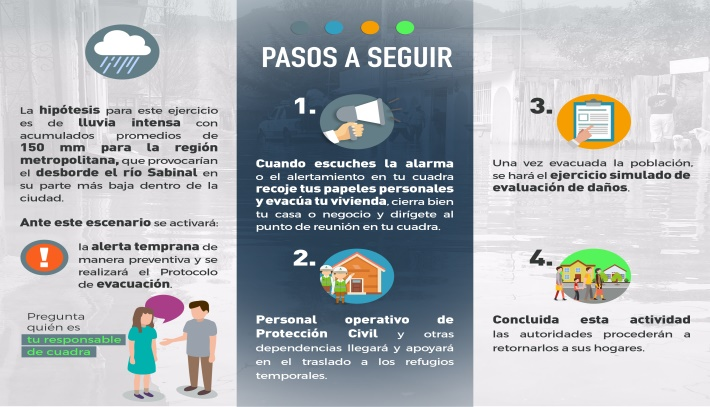 La hipótesis para este ejercicio
es de lluvia intensa con
acumulados promedios de
150 mm para la región
metropolitana, que provocarían
el desborde el río Sabinal en
su parte más baja dentro de la
ciudad.
Ante este escenario se activará:
!
la alerta temprana de
manera preventiva y se
realizará el Protocolo
de evacuación.
Pregunta
quién es
tu responsable
de cuadra
PASOS A SEGUIR
1.
Cuando escuches la alarma
o el alertamiento en tu cuadra
recoje tus papeles personales
y evacúa tu vivienda, cierra bien
tu casa o negocio y dirígete al
punto de reunión en tu cuadra.
2.
Personal operativo de
Protección Civil y otras
dependencias llegará y apoyará
en el traslado a los refugios
temporales.
3.
Una vez evacuada la población,
se hará el ejercicio simulado de
evaluación de daños.
4.
Concluida esta actividad
las autoridades procederán a
retornarlos a sus hogares.